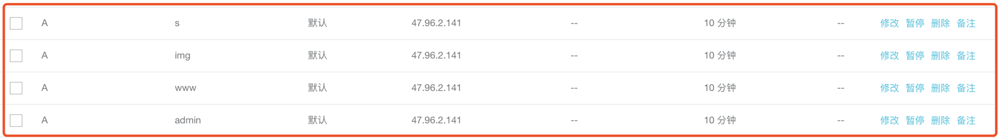 A s 默认 47.96.2.141 -- 10 分钟 -- 修改 暂停 删除 备注
A img 默认 47.96.2.141 -- 10 分钟 -- 修改 暂停 删除 备注
A www 默认 47.96.2.141 -- 10 分钟 -- 修改 暂停 删除 备注
A admin 默认 47.96.2.141 -- 10 分钟 -- 修改 暂停 删除 备注